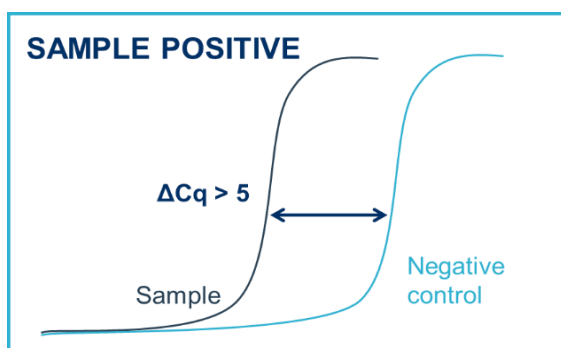 SAMPLE POSITIVE
ΔCq > 5
Sample
Negative
control